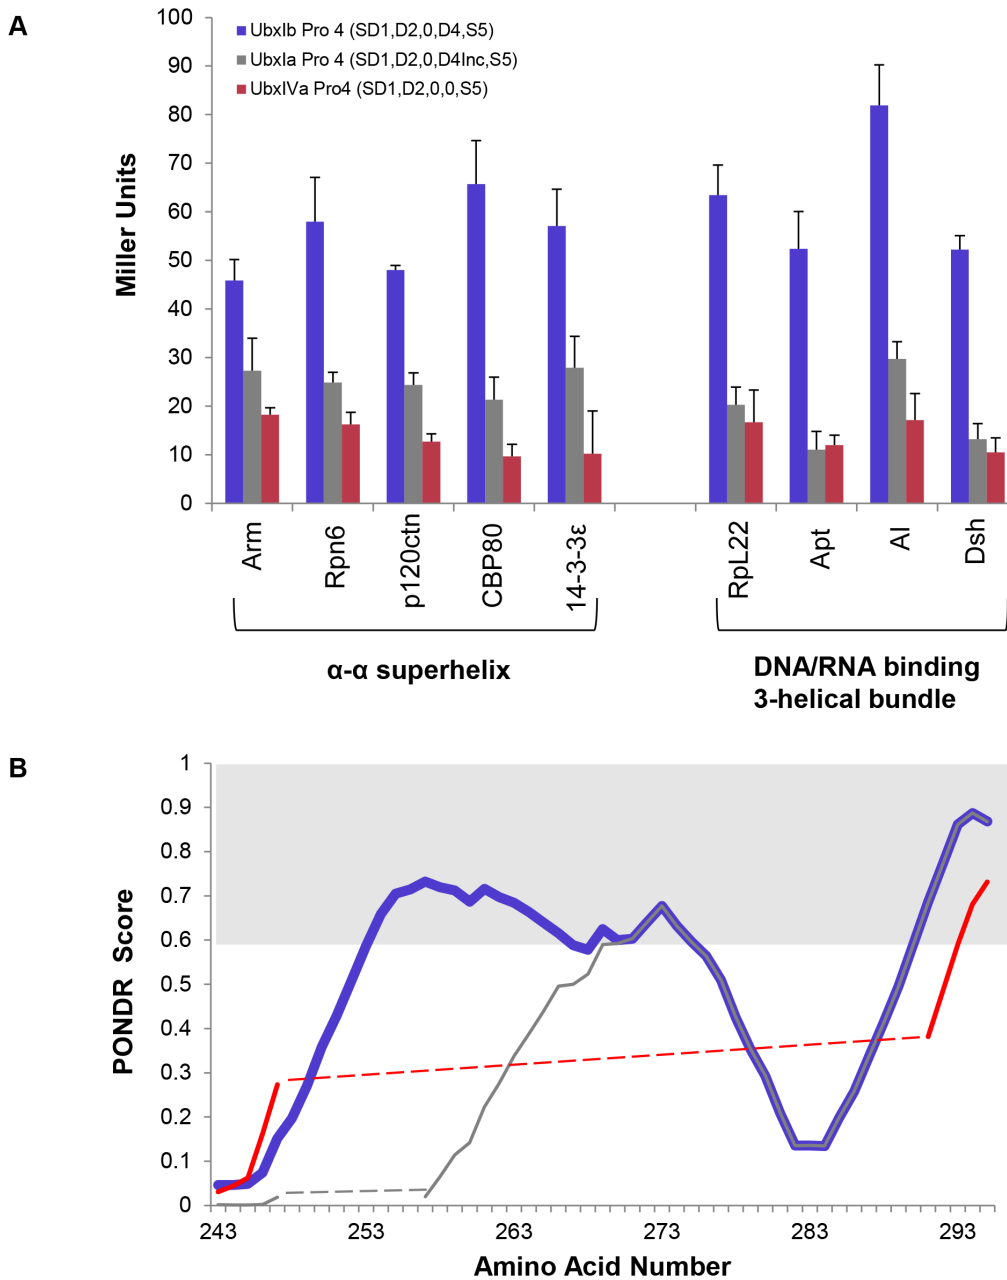 A
100
90
80
70
60
50
40
30
20
10
0
Miller Units
UbxIb Pro 4 (SD1,D2,0,D4,S5)
UbxIa Pro 4 (SD1,D2,0,D4Inc,S5)
UbxIVa Pro4 (SD1,D2,0,0,S5)
Arm
Rpn6
p120ctn
CBP80
14-3-3ε
RpL22
Apt
Al
Dsh
α-α superhelix
DNA/RNA binding
3-helical bundle
B
1
0.9
0.8
0.7
0.6
0.5
0.4
0.3
0.2
0.1
0
PONDR Score
243 253 263 273 283 293
Amino Acid Number